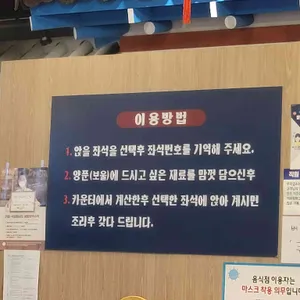 이용방법
1. 앉을 좌석을 선택후 좌석번호를 기억해 주세요.
2. 양푼(보울)에 드시고 싶은 재료를 맘껏 담으신후
3. 카운터에서 계산한후 선택한 좌석에 앉아 계시면
조리후 갖다 드립니다.
음식점 이용자는
마스크 착용 의무입니